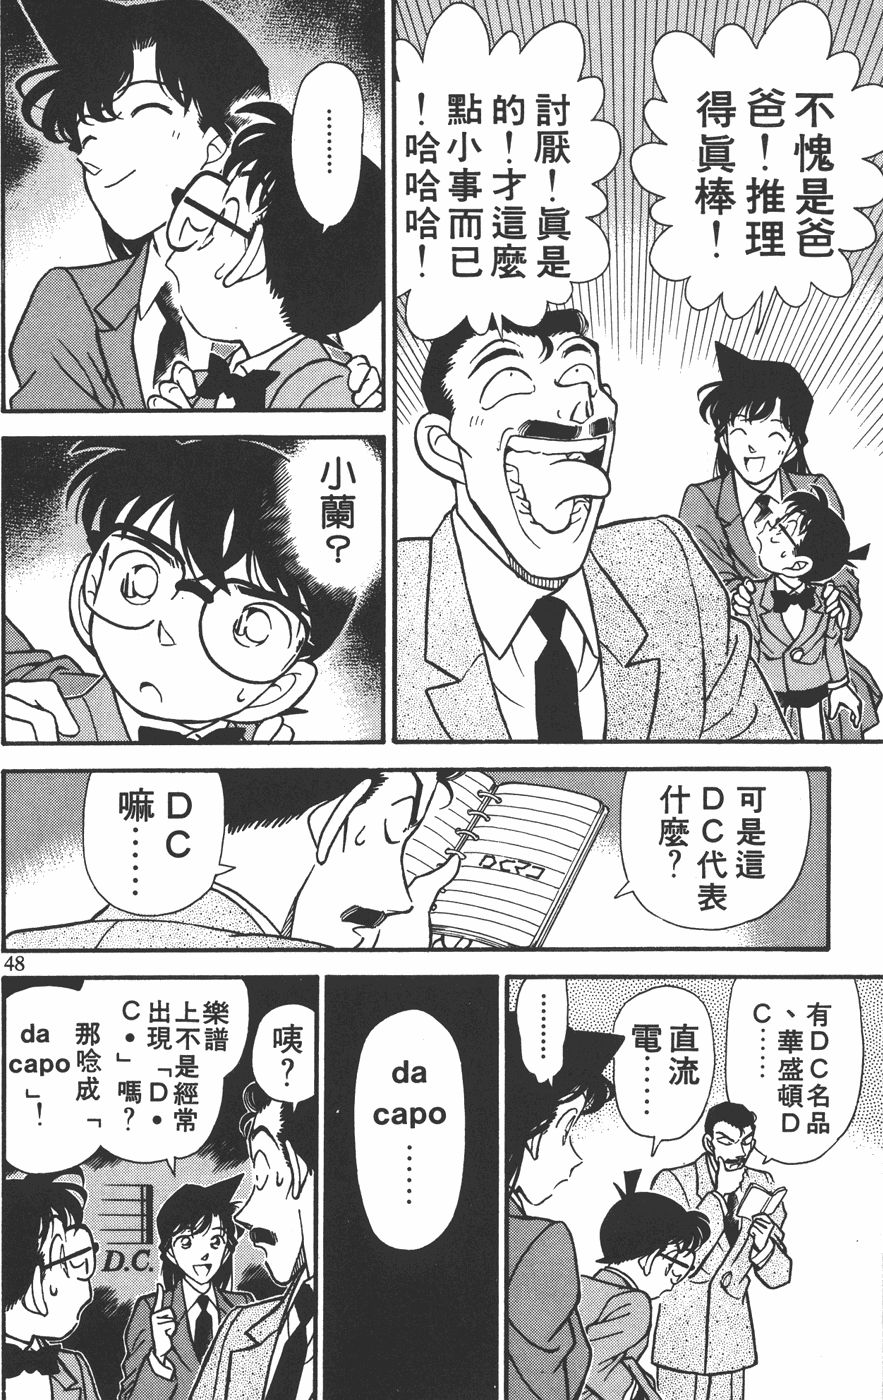 不愧是爸
爸！推理
得眞棒！
討厭！眞是
的！才這麼
點小事而已
！哈哈哈！
………
小蘭？
可是這
DC代表
什麼？
DC
嘛……
48
有DC名品
、華盛頓D
C……
直流
電……
……
da
capo
……
咦？
樂譜
上不是經常
出現「D•
C•」嗎？
那唸成「
da
capo
」！
D.C.